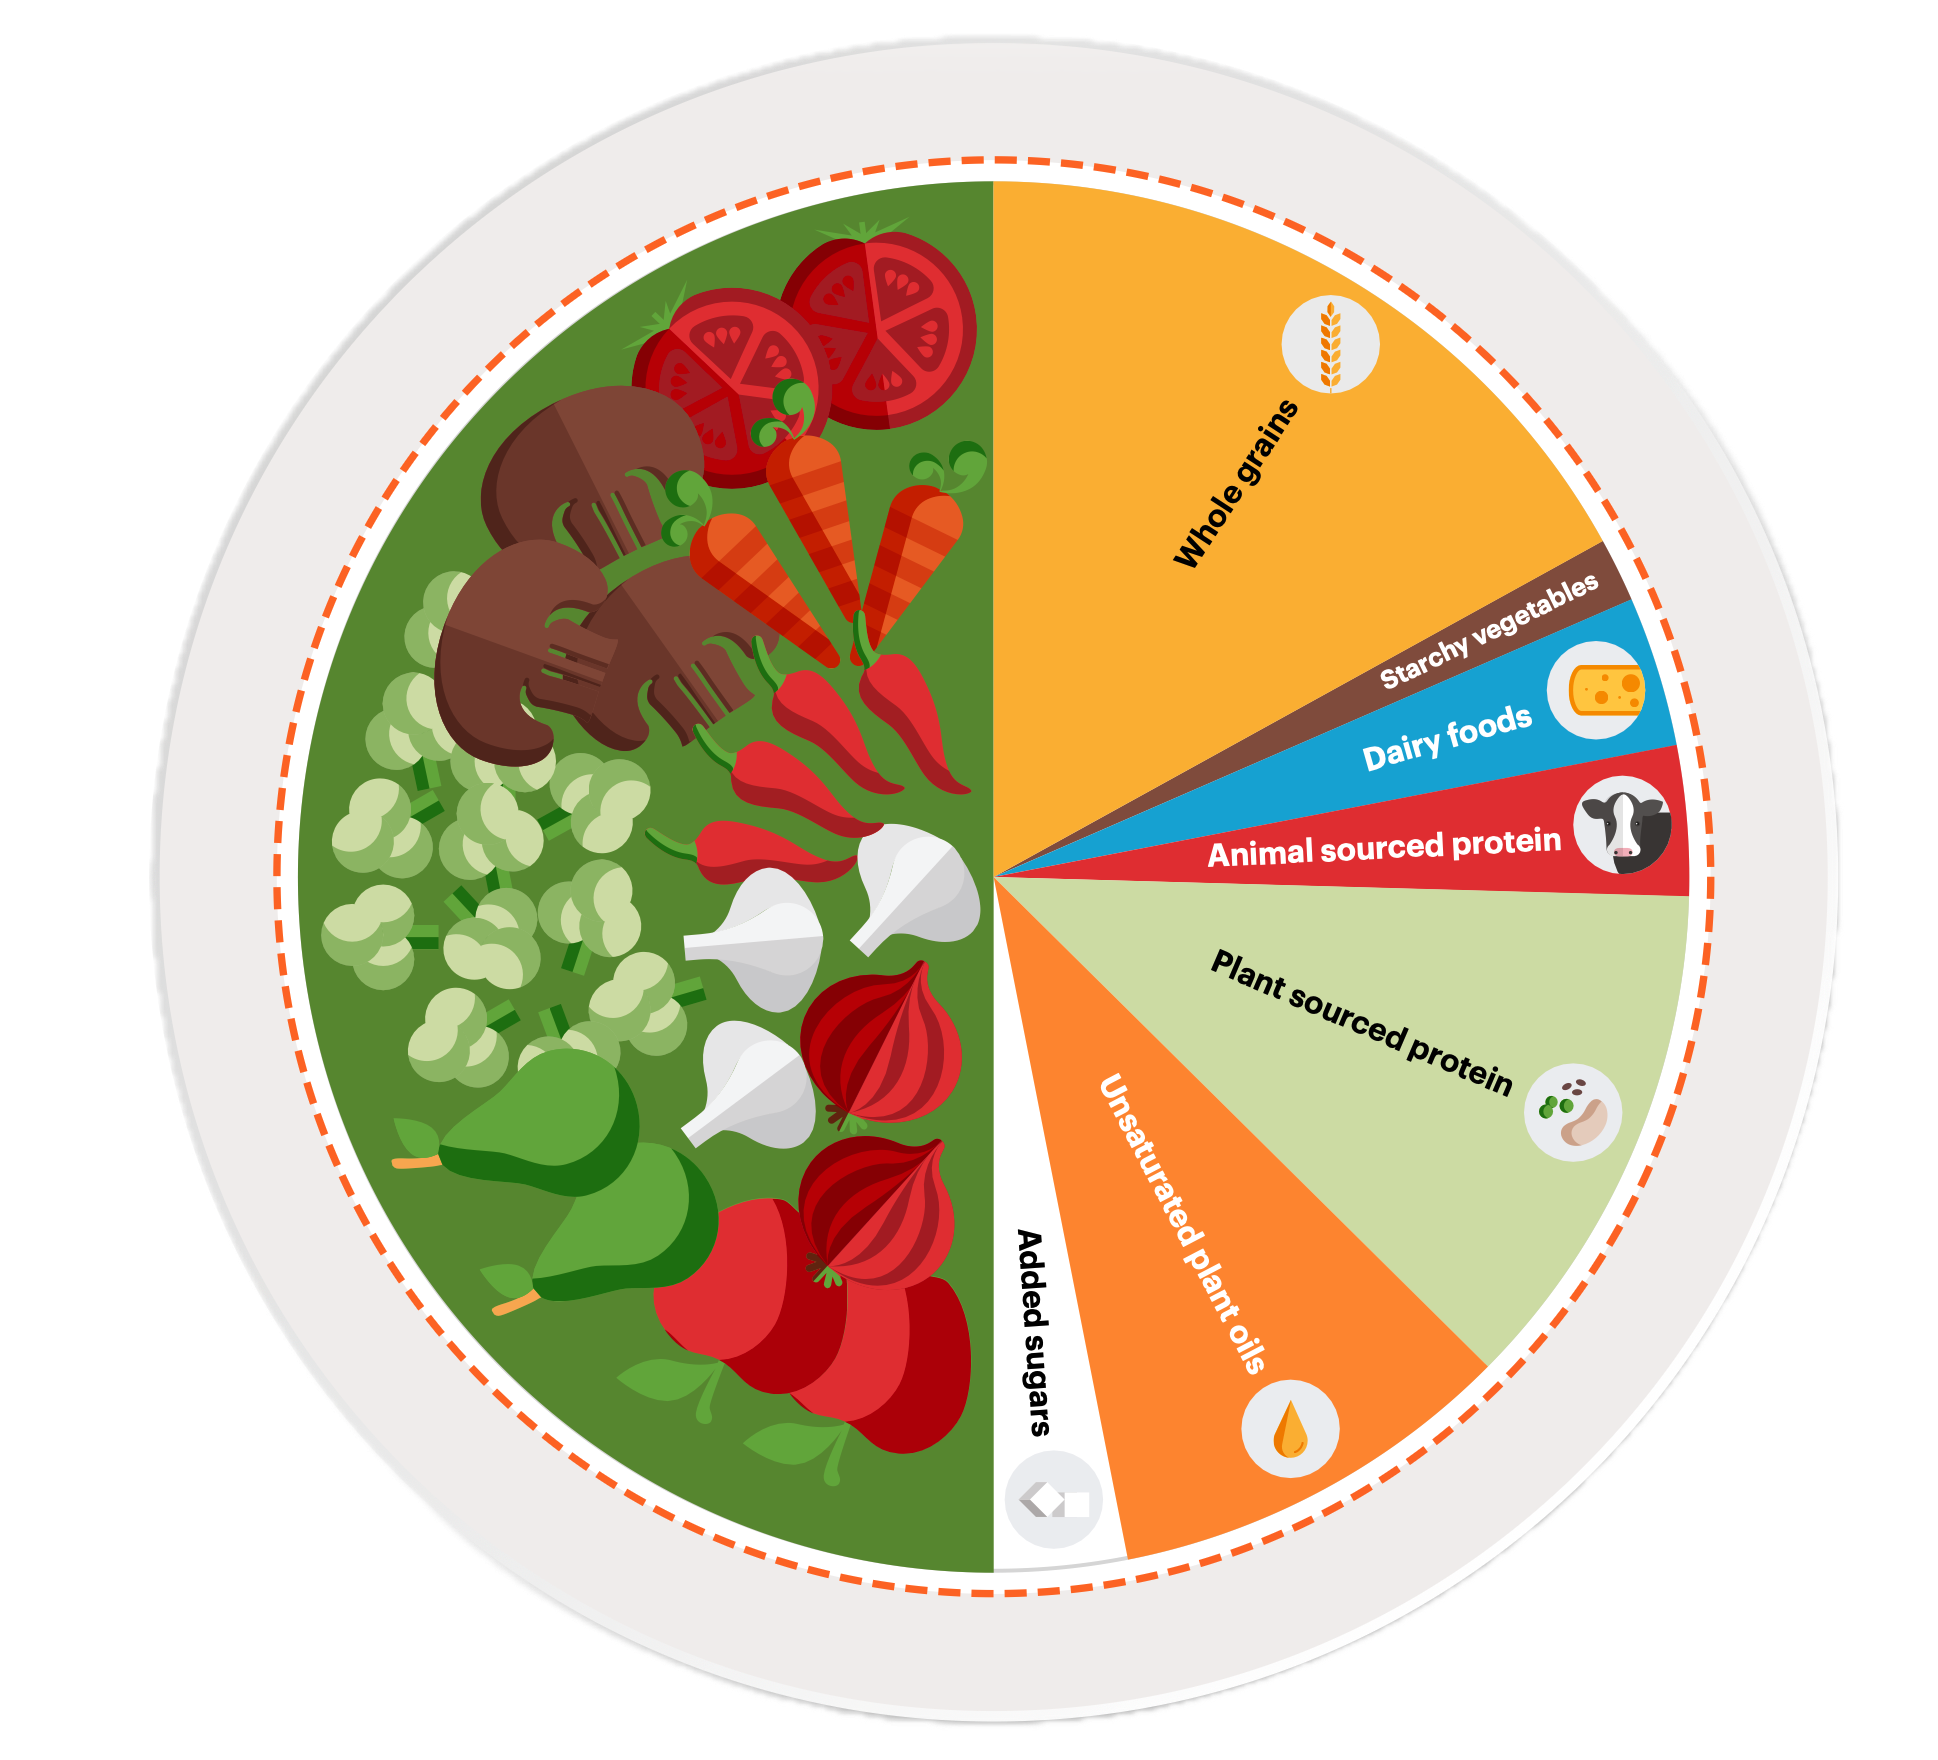 Whole grains
Starchy vegetables
Dairy foods
Animal sourced protein
Plant sourced protein
Unsaturated plant oils
Added sugars